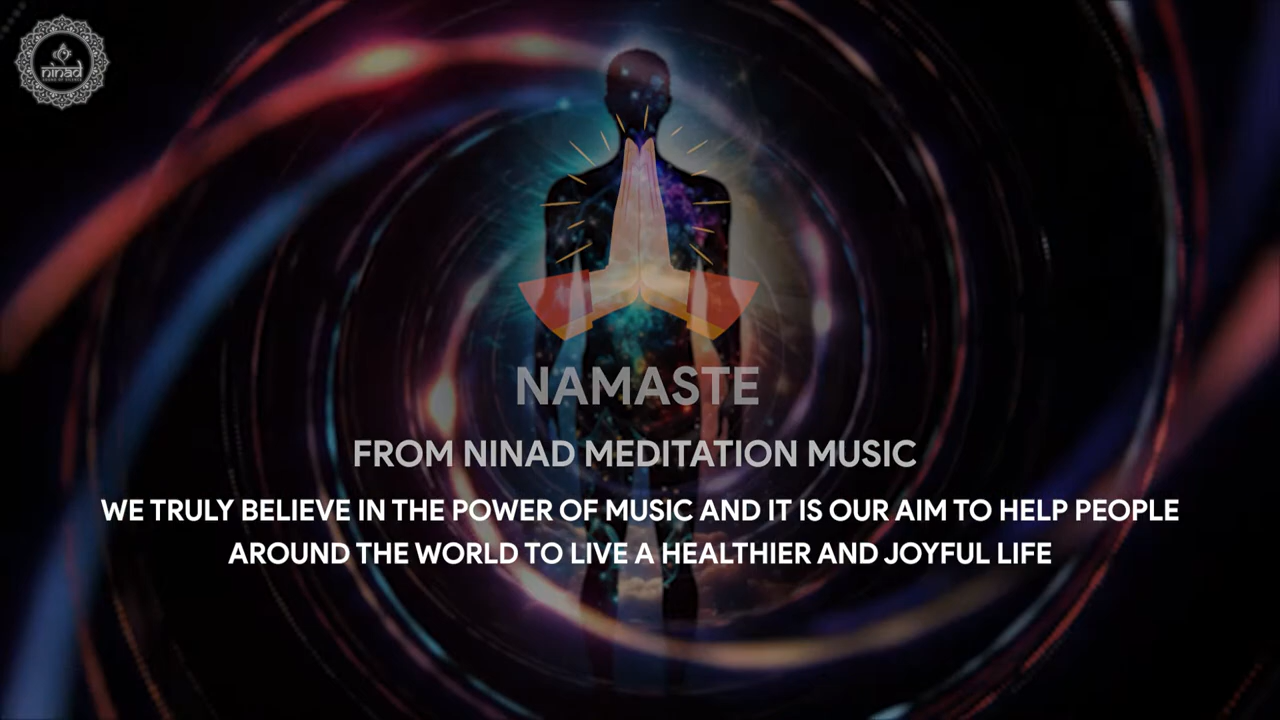 ninad
NAMASTE
FROM NINAD MEDITATION MUSIC
WE TRULY BELIEVE IN THE POWER OF MUSIC AND IT IS OUR AIM TO HELP PEOPLE
AROUND THE WORLD TO LIVE A HEALTHIER AND JOYFUL LIFE